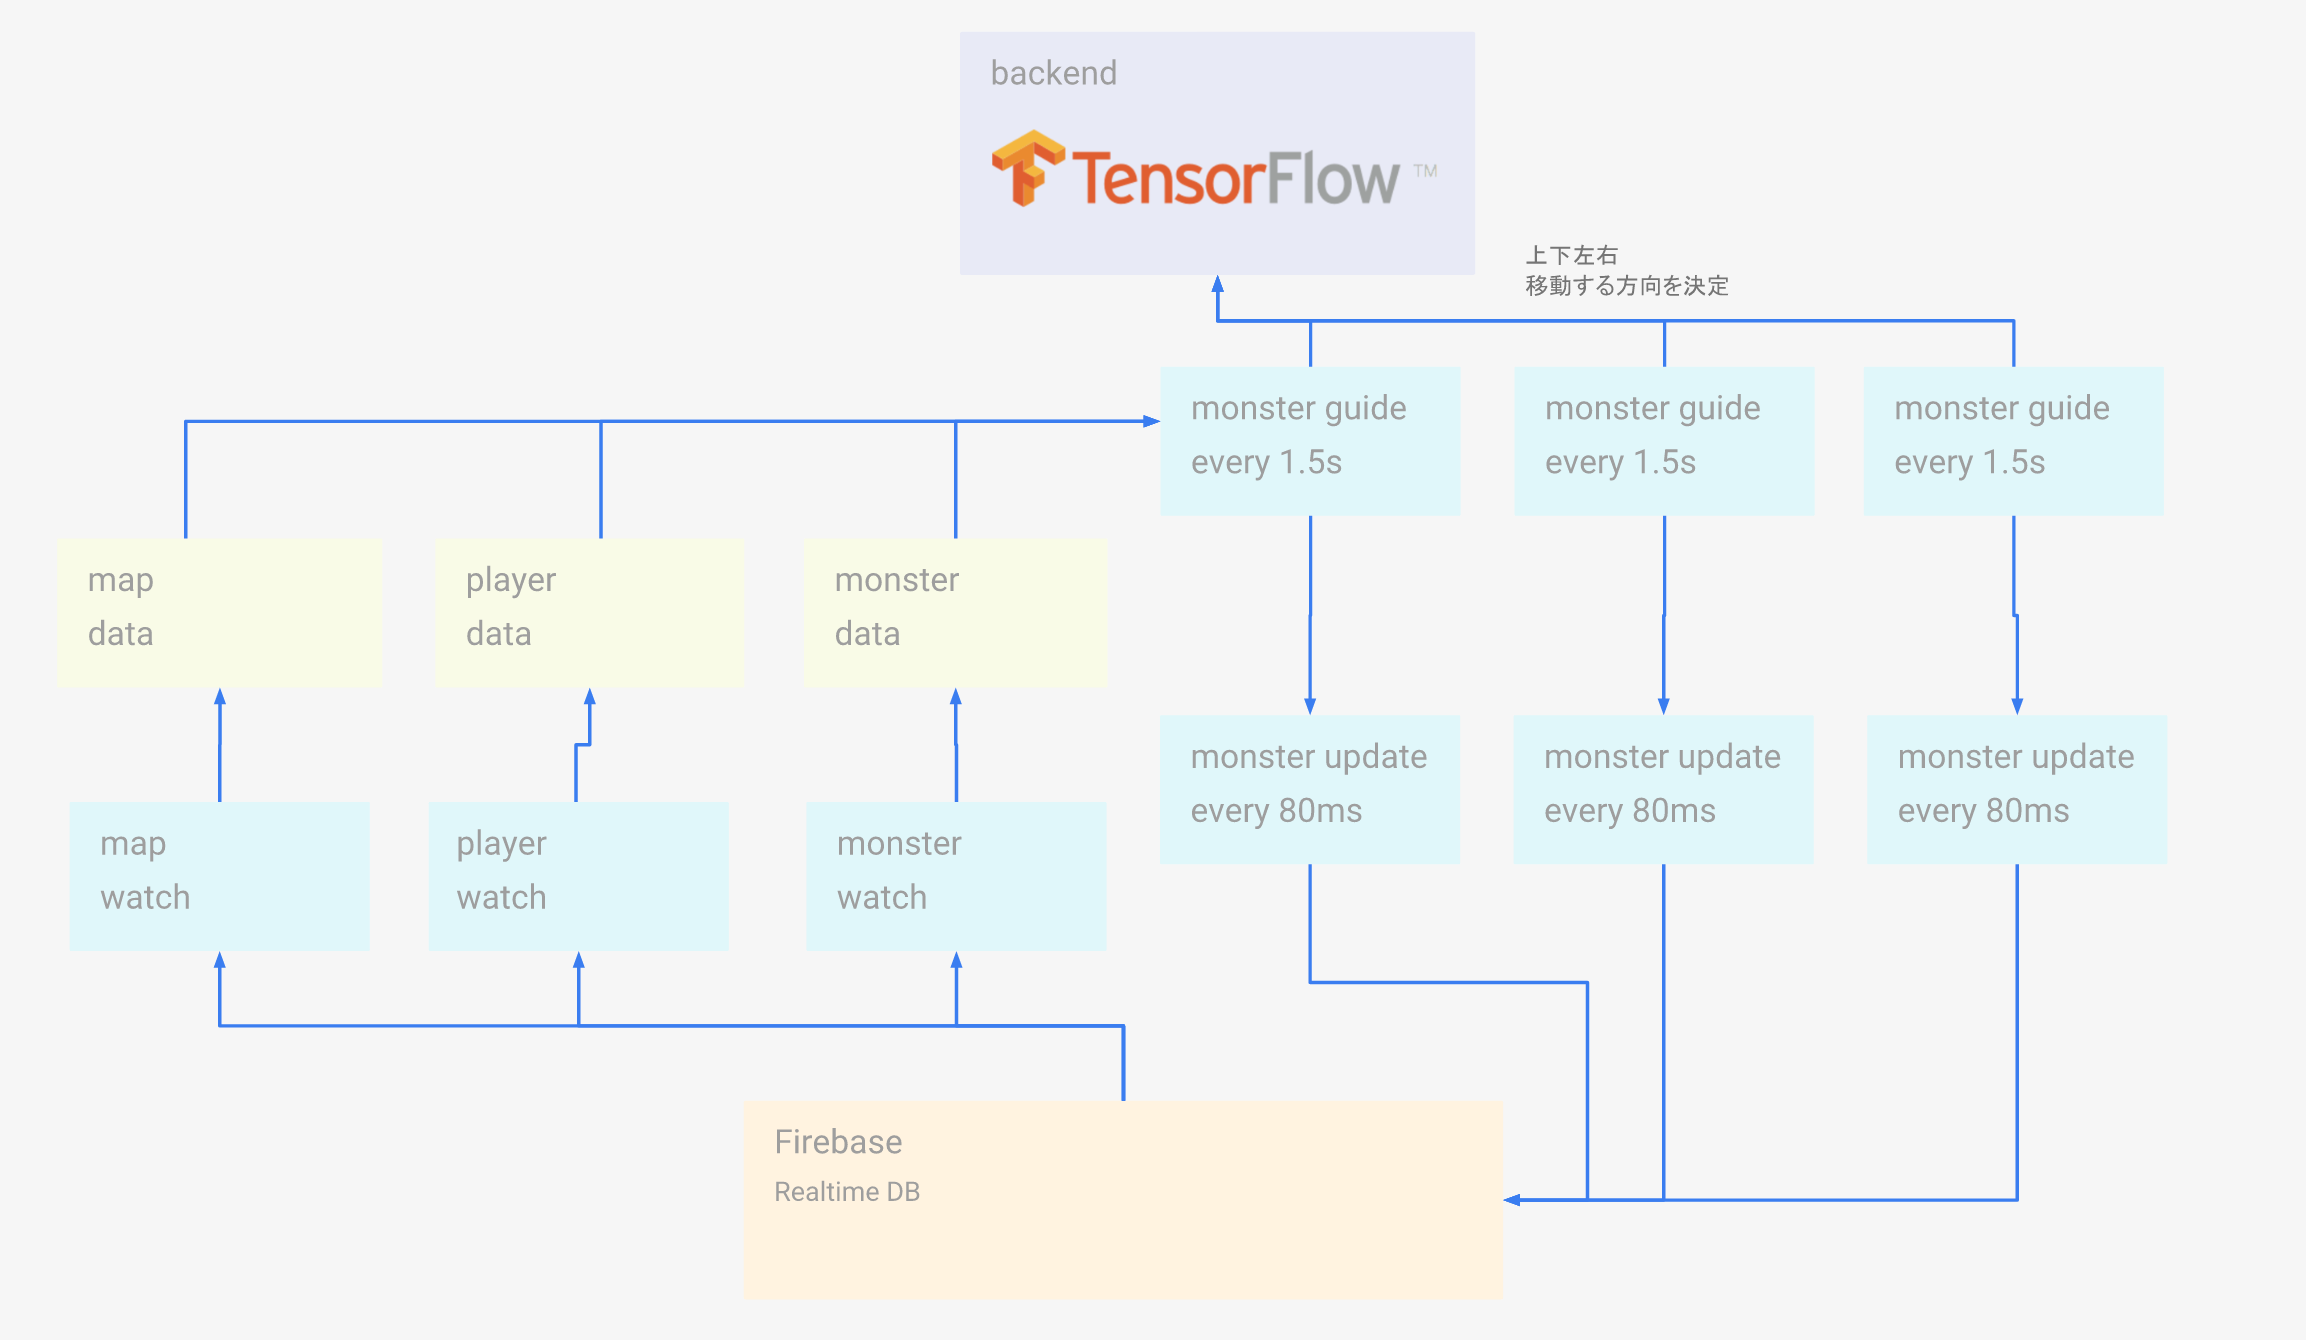 backend
TensorFlow ™
上下左右
移動する方向を決定
monster guide
every 1.5s
monster guide
every 1.5s
monster guide
every 1.5s
map
data
player
data
monster
data
monster update
every 80ms
monster update
every 80ms
monster update
every 80ms
map
watch
player
watch
monster
watch
Firebase
Realtime DB